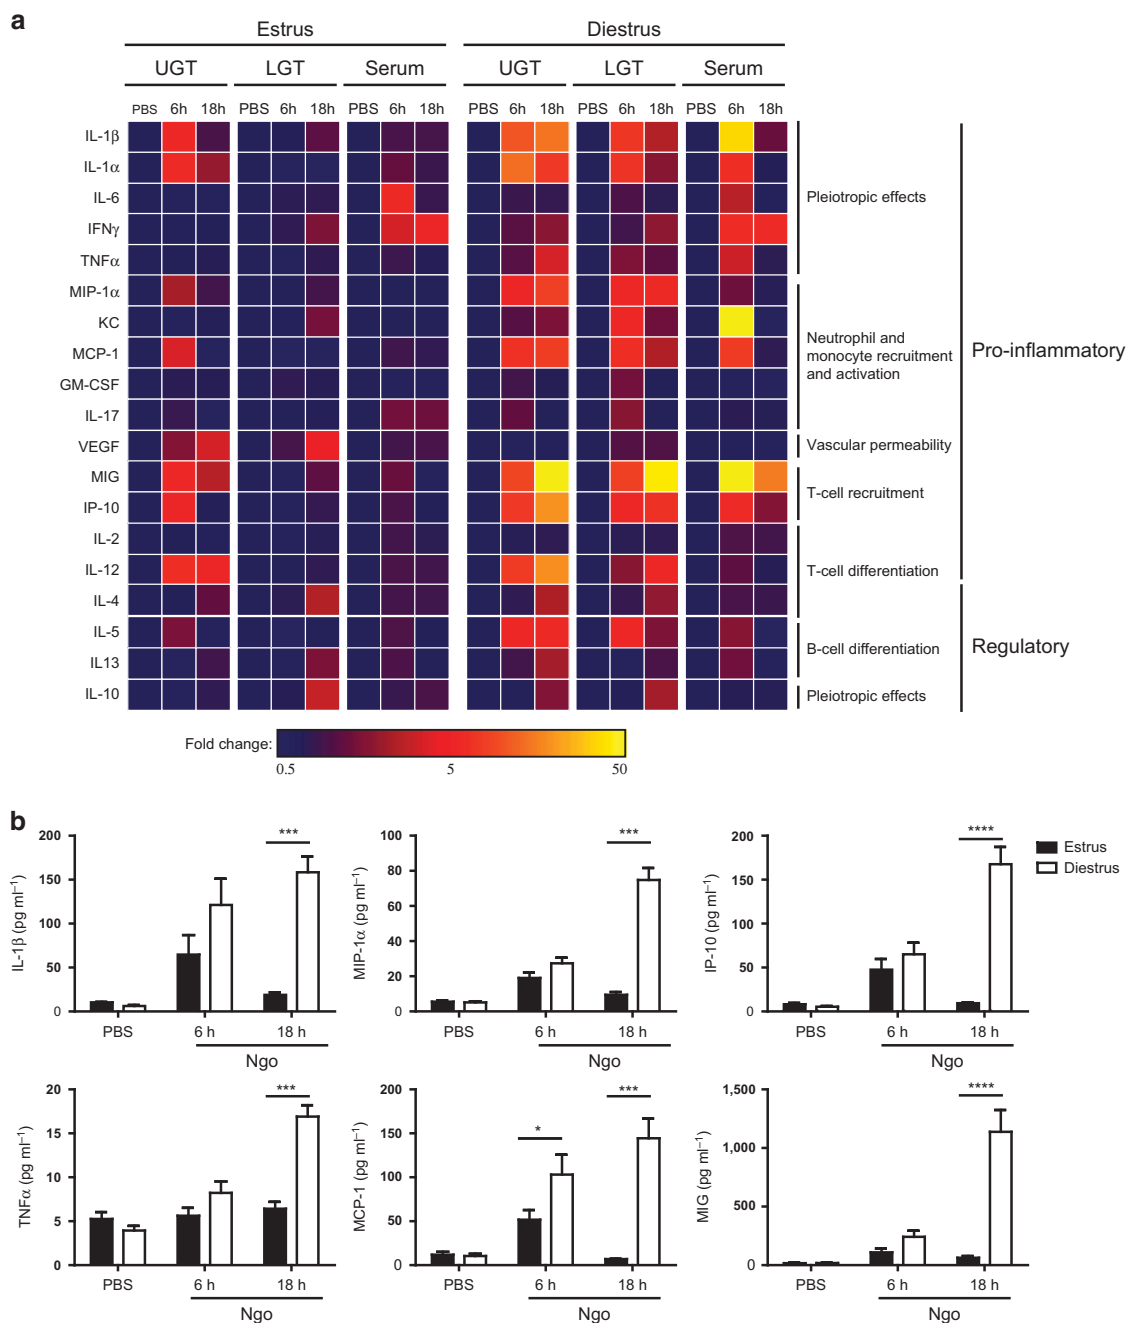 a
Estrus Diestrus
UGT LGT Serum UGT LGT Serum
PBS 6h 18h PBS 6h 18h PBS 6h 18h PBS 6h 18h PBS 6h 18h PBS 6h 18h
IL-1β
IL-1α
IL-6
IFNγ
TNFα
MIP-1α
KC
MCP-1
GM-CSF
IL-17
VEGF
MIG
IP-10
IL-2
IL-12
IL-4
IL-5
IL13
IL-10
Pleiotropic effects
Neutrophil and
monocyte recruitment
and activation
Vascular permeability
T-cell recruitment
T-cell differentiation
B-cell differentiation
Pleiotropic effects
Pro-inflammatory
Regulatory
Fold change:
0.5 5 50
b
IL-1β (pg ml⁻¹)
200
150
100
50
0
***
PBS 6 h 18 h
Ngo
MIP-1α (pg ml⁻¹)
100
80
60
40
20
0
***
PBS 6 h 18 h
Ngo
IP-10 (pg ml⁻¹)
200
150
100
50
0
****
PBS 6 h 18 h
Ngo
Estrus
Diestrus
TNFα (pg ml⁻¹)
20
15
10
5
0
***
PBS 6 h 18 h
Ngo
MCP-1 (pg ml⁻¹)
200
150
100
50
0
* ***
PBS 6 h 18 h
Ngo
MIG (pg ml⁻¹)
1,500
1,000
500
0
****
PBS 6 h 18 h
Ngo